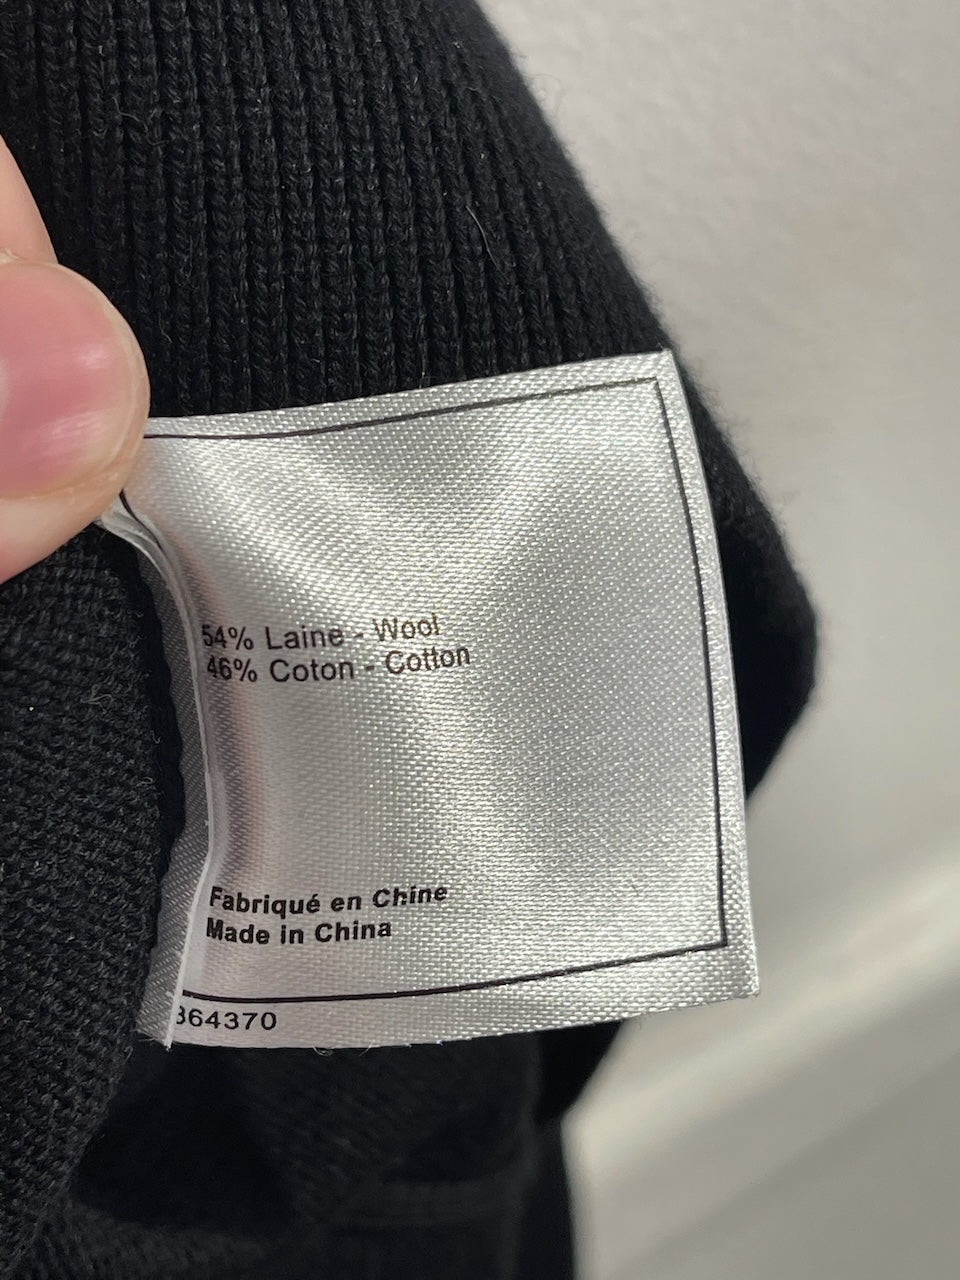 54% Laine - Wool
46% Coton - Cotton
Fabriqué en Chine
Made in China
364370